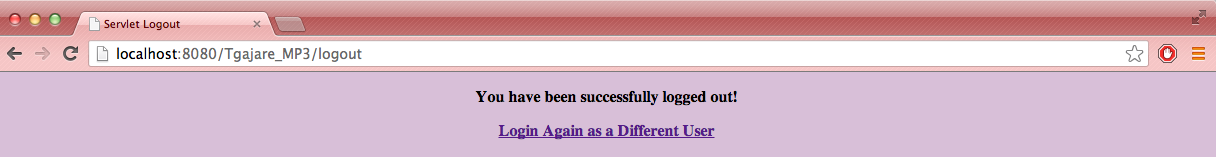 Servlet Logout
localhost:8080/Tgajare_MP3/logout
You have been successfully logged out!
Login Again as a Different User